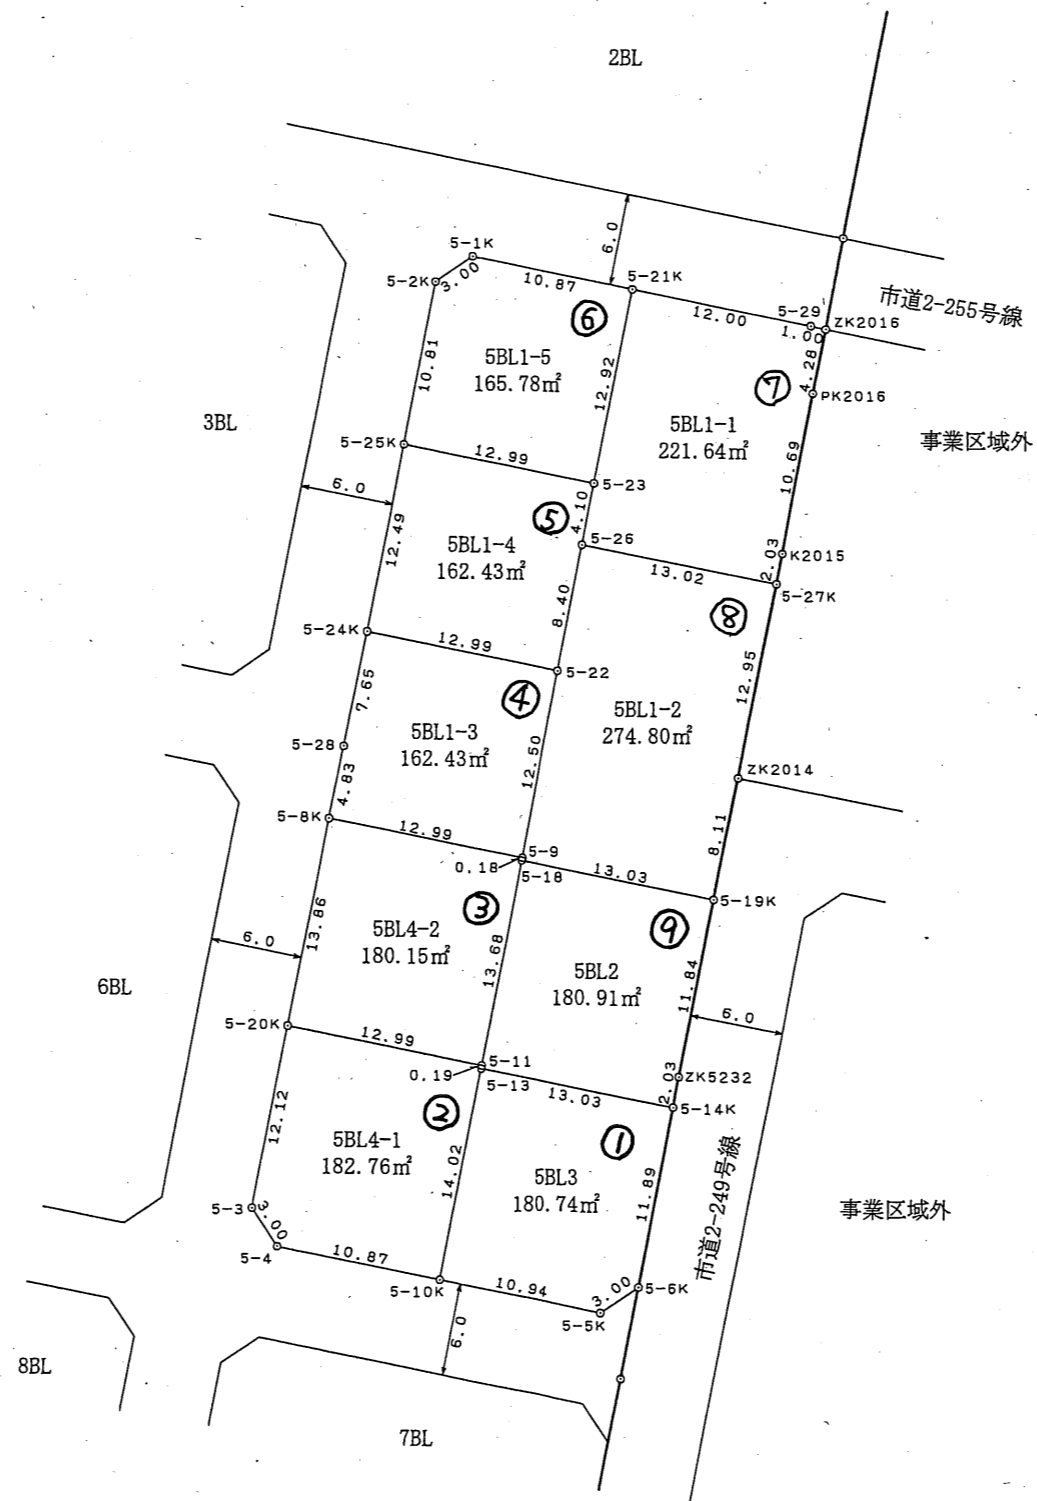 2BL
6.0
5-1K
5-2K
3.00
10.87
5-21K
12.00
5-29
1.00
ZK2016
市道2-255号線
⑥
4.28
⑦
PK2016
10.81
5BL1-5
165.78㎡
12.92
5BL1-1
221.64㎡
3BL
事業区域外
5-25K
12.99
10.69
6.0
5-23
⑤
4.10
5-26
12.49
5BL1-4
162.43㎡
13.02
2.03
K2015
5-27K
8.40
⑧
5-24K
12.99
5-22
7.65
④
12.95
5BL1-3
162.43㎡
5BL1-2
274.80㎡
5-28
12.50
ZK2014
4.83
5-8K
12.99
8.11
5-9
0.18
5-18
13.03
5-19K
③
13.86
5BL4-2
180.15㎡
⑨
6.0
13.68
5BL2
180.91㎡
11.84
6BL
6.0
5-20K
12.99
5-11
0.19
5-13
13.03
ZK5232
2.03
5-14K
②
12.12
5BL4-1
182.76㎡
①
14.02
5BL3
180.74㎡
11.89
市道2-249号線
事業区域外
5-3
3.00
5-4
10.87
5-10K
10.94
3.00
5-6K
5-5K
6.0
8BL
7BL